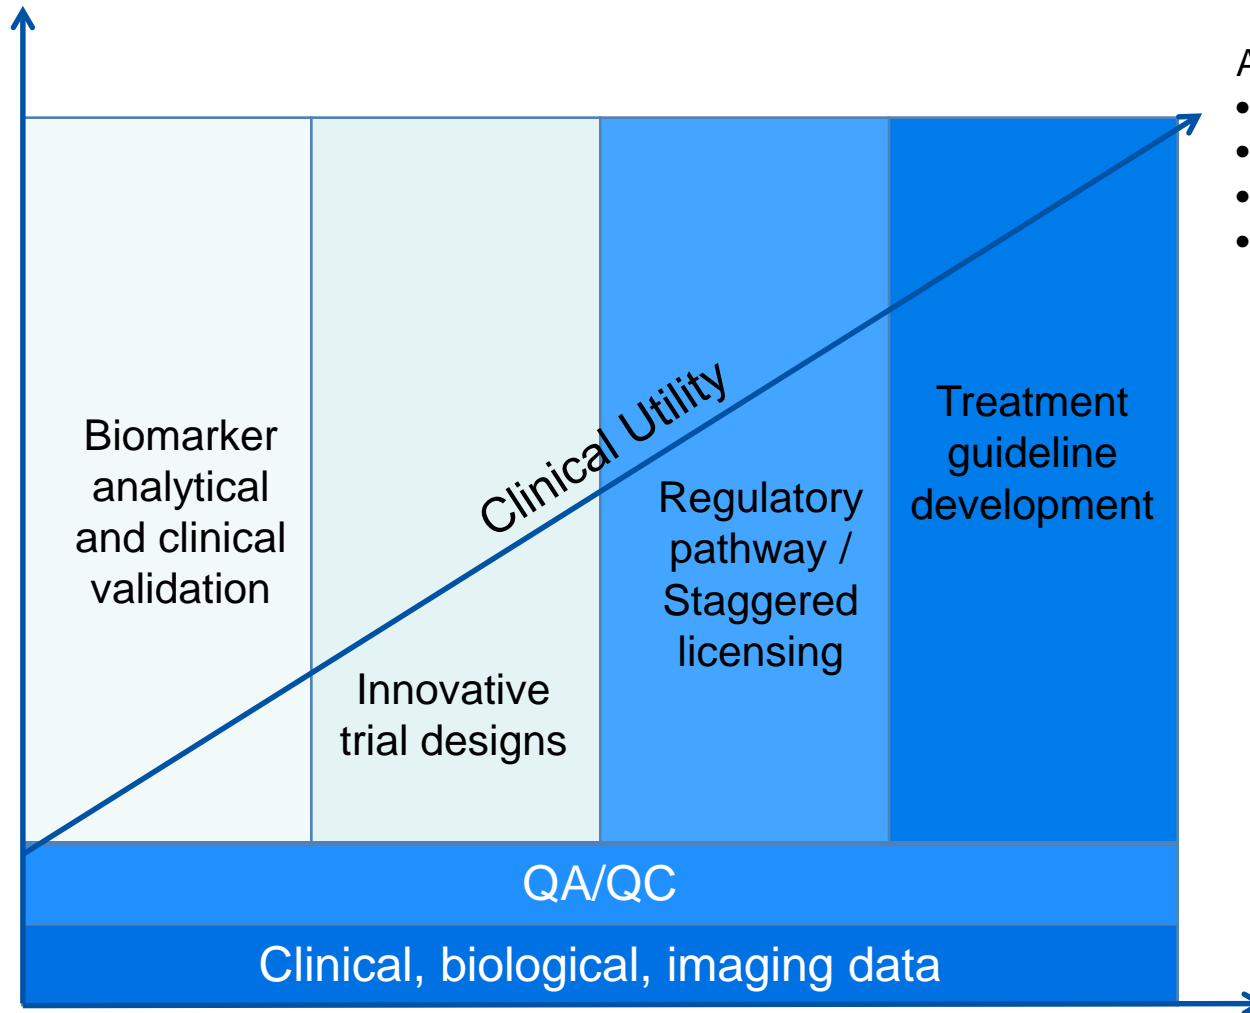 A
•
•
•
•
Biomarker
analytical
and clinical
validation
Innovative
trial designs
Clinical Utility
Regulatory
pathway /
Staggered
licensing
Treatment
guideline
development
QA/QC
Clinical, biological, imaging data